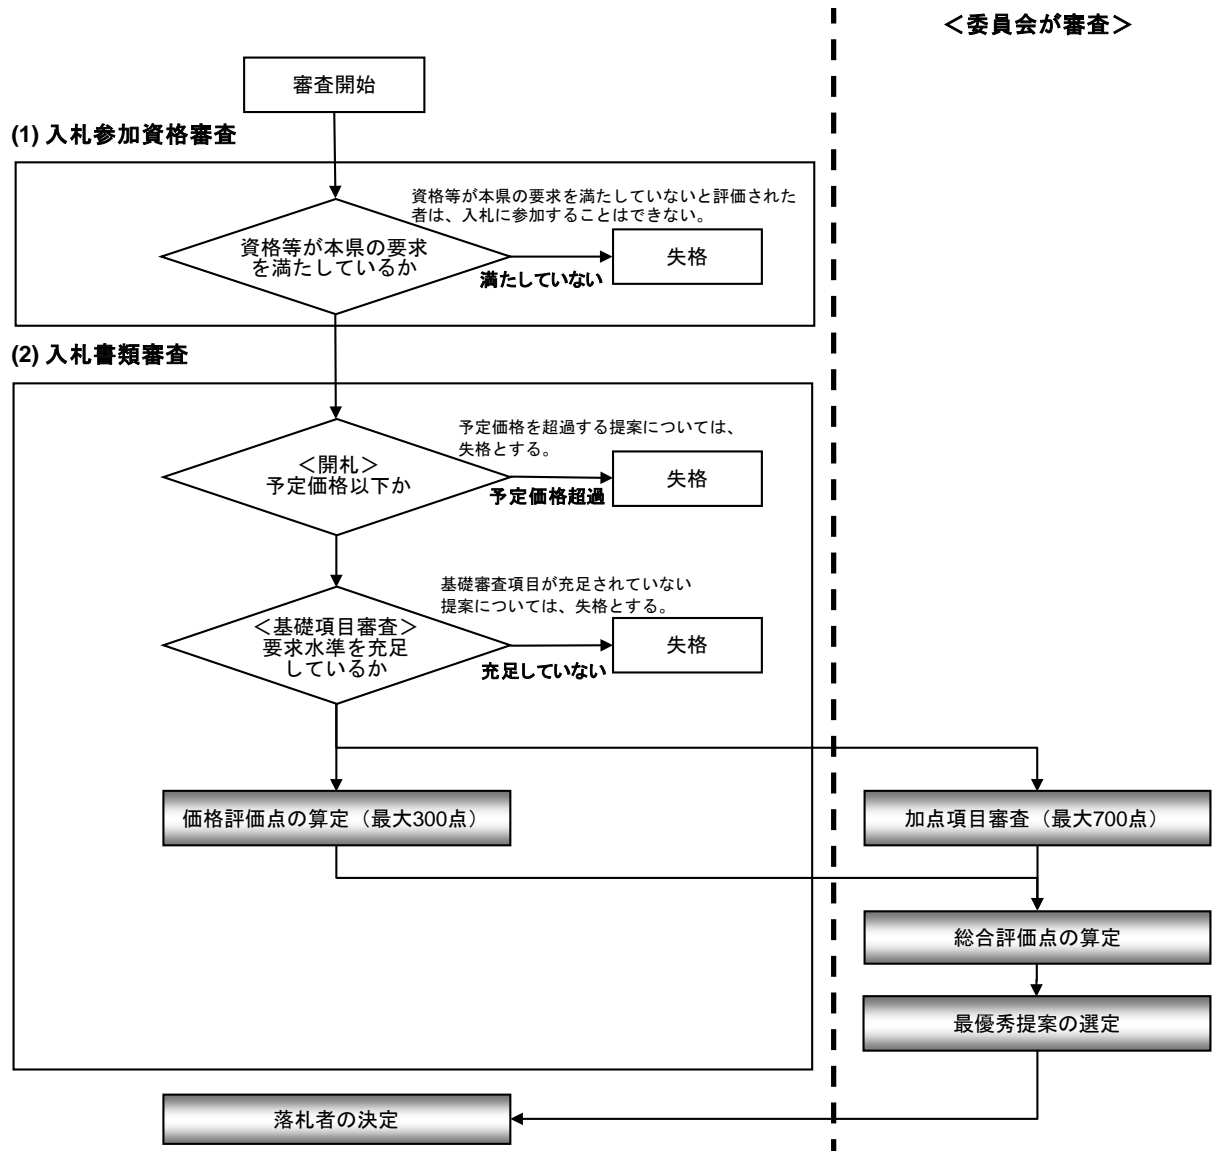 ＜委員会が審査＞
審査開始
(1) 入札参加資格審査
資格等が本県の要求を満たしていないと評価された
者は、入札に参加することはできない。
資格等が本県の要求
を満たしているか
失格
満たしていない
(2) 入札書類審査
予定価格を超過する提案については、
失格とする。
＜開札＞
予定価格以下か
失格
予定価格超過
基礎審査項目が充足されていない
提案については、失格とする。
＜基礎項目審査＞
要求水準を充足
しているか
失格
充足していない
価格評価点の算定（最大300点）
加点項目審査（最大700点）
総合評価点の算定
最優秀提案の選定
落札者の決定